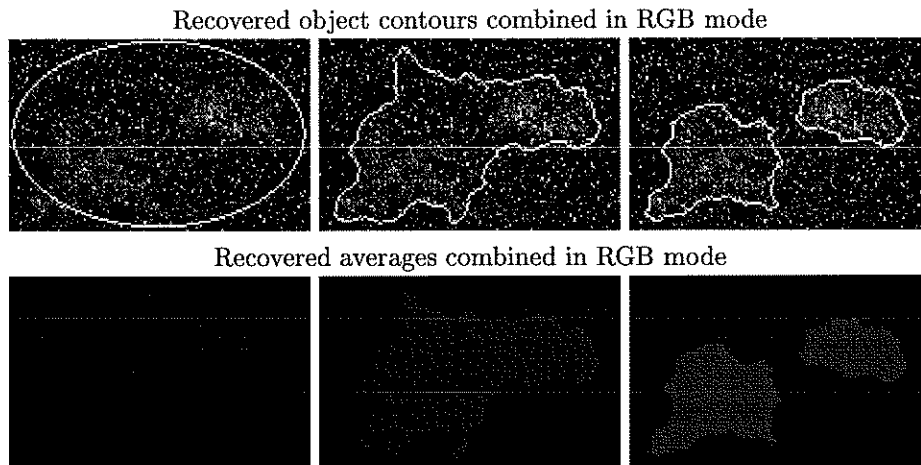 Recovered object contours combined in RGB mode
Recovered averages combined in RGB mode